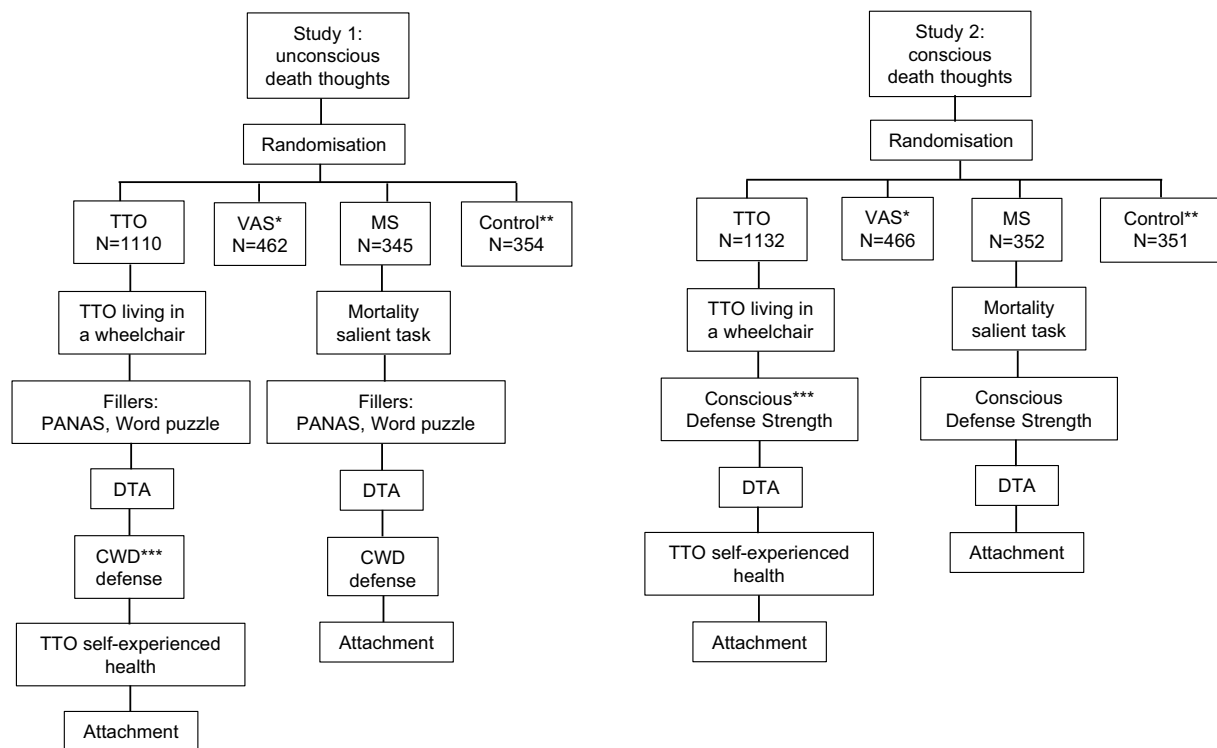 Study 1:
unconscious
death thoughts
Randomisation
TTO
N=1110
VAS*
N=462
MS
N=345
Control**
N=354
TTO living in
a wheelchair
Mortality
salient task
Fillers:
PANAS, Word puzzle
Fillers:
PANAS, Word puzzle
DTA
DTA
CWD***
defense
CWD
defense
TTO self-experienced
health
Attachment
Attachment
Study 2:
conscious
death thoughts
Randomisation
TTO
N=1132
VAS*
N=466
MS
N=352
Control**
N=351
TTO living in
a wheelchair
Mortality
salient task
Conscious***
Defense Strength
Conscious
Defense Strength
DTA
DTA
TTO self-experienced
health
Attachment
Attachment